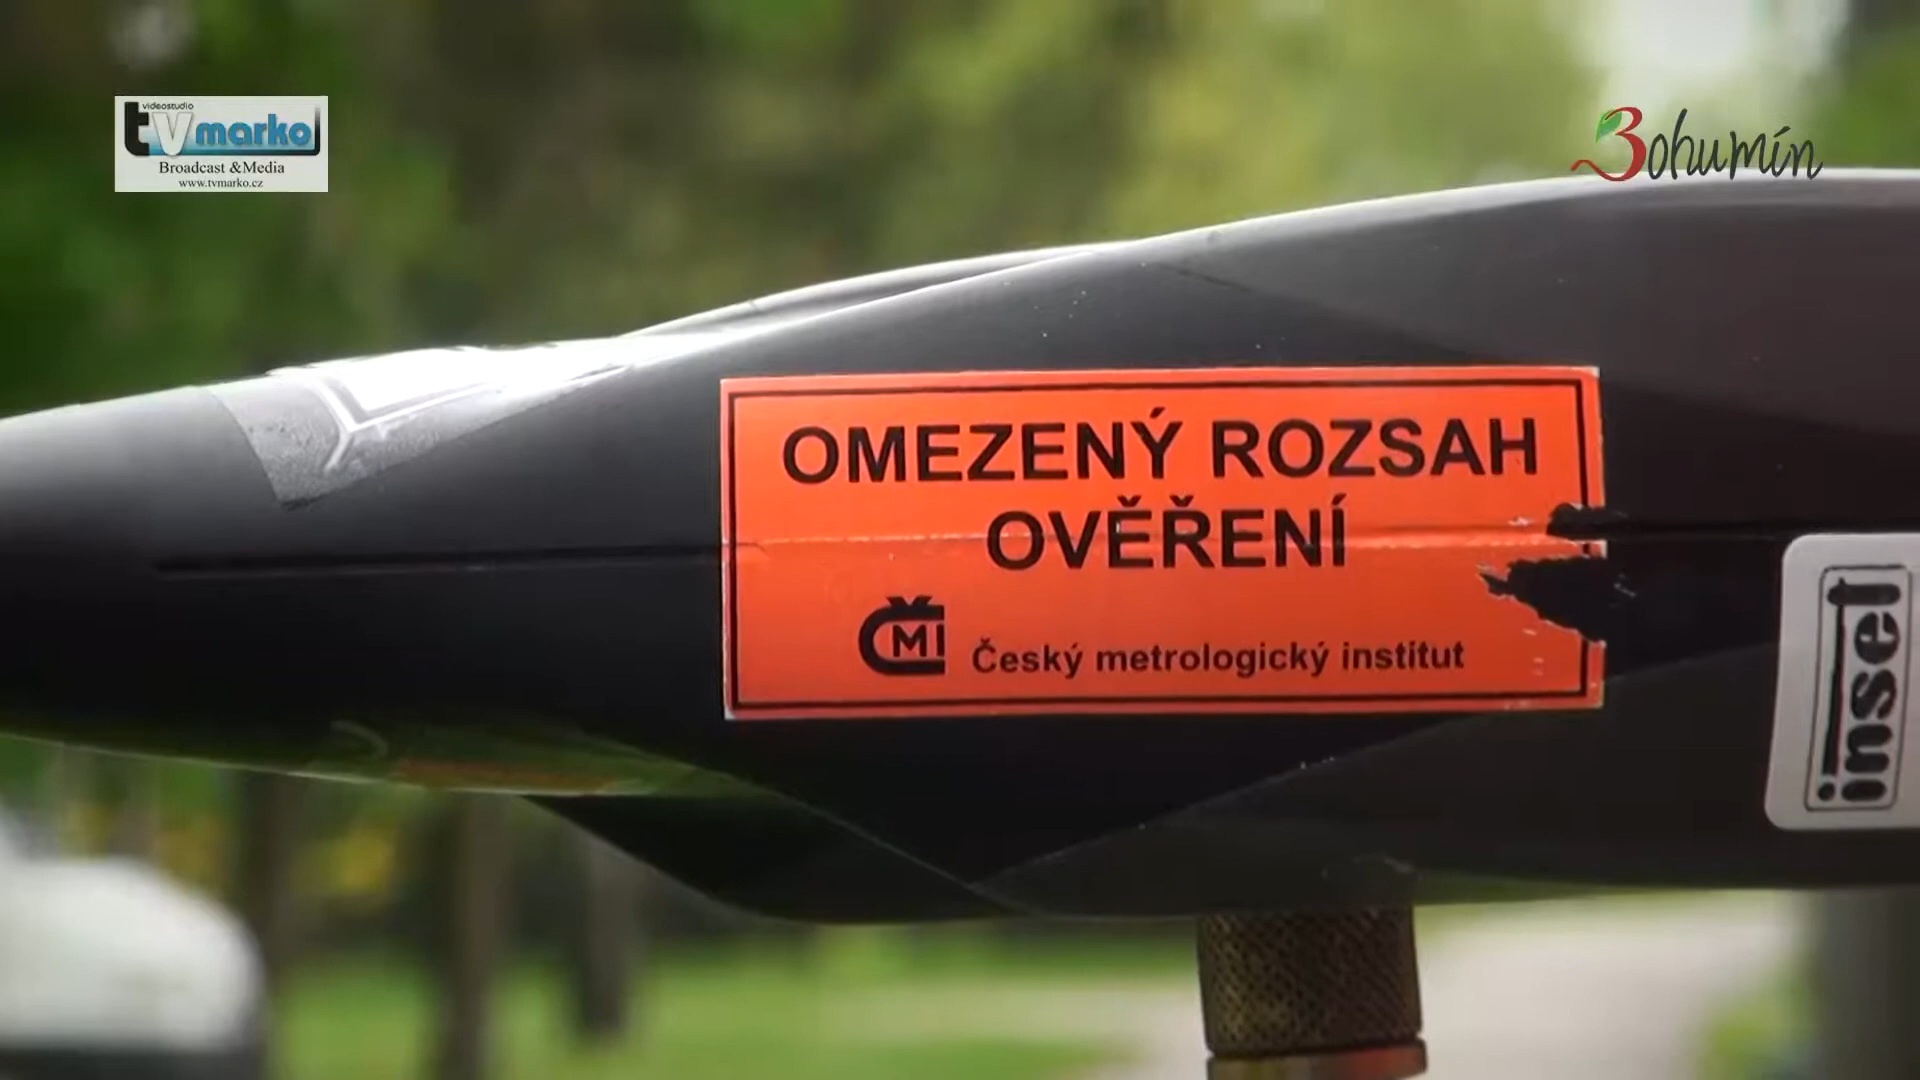 videostudio
tvmarko
Broadcast &Media
www.tvmarko.cz
Bohumín
OMEZENÝ ROZSAH
OVĚŘENÍ
ČMI Český metrologický institut
inset